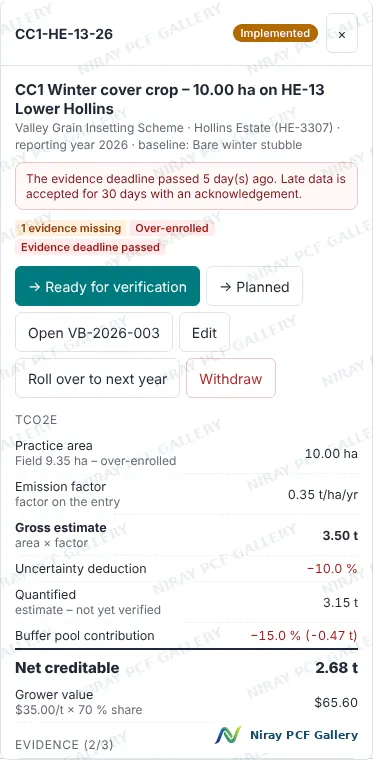 CC1-HE-13-26
Implemented
×
CC1 Winter cover crop – 10.00 ha on HE-13
Lower Hollins
Valley Grain Insetting Scheme · Hollins Estate (HE-3307) ·
reporting year 2026 · baseline: Bare winter stubble
The evidence deadline passed 5 day(s) ago. Late data is
accepted for 30 days with an acknowledgement.
1 evidence missing Over-enrolled
Evidence deadline passed
→ Ready for verification → Planned
Open VB-2026-003 Edit
Roll over to next year Withdraw
TCO2E
Practice area
Field 9.35 ha – over-enrolled
10.00 ha
Emission factor
factor on the entry
0.35 t/ha/yr
Gross estimate
area × factor
3.50 t
Uncertainty deduction −10.0 %
Quantified
estimate – not yet verified
3.15 t
Buffer pool contribution −15.0 % (−0.47 t)
Net creditable 2.68 t
Grower value
$35.00/t × 70 % share
$65.60
EVIDENCE (2/3)
Niray PCF Gallery